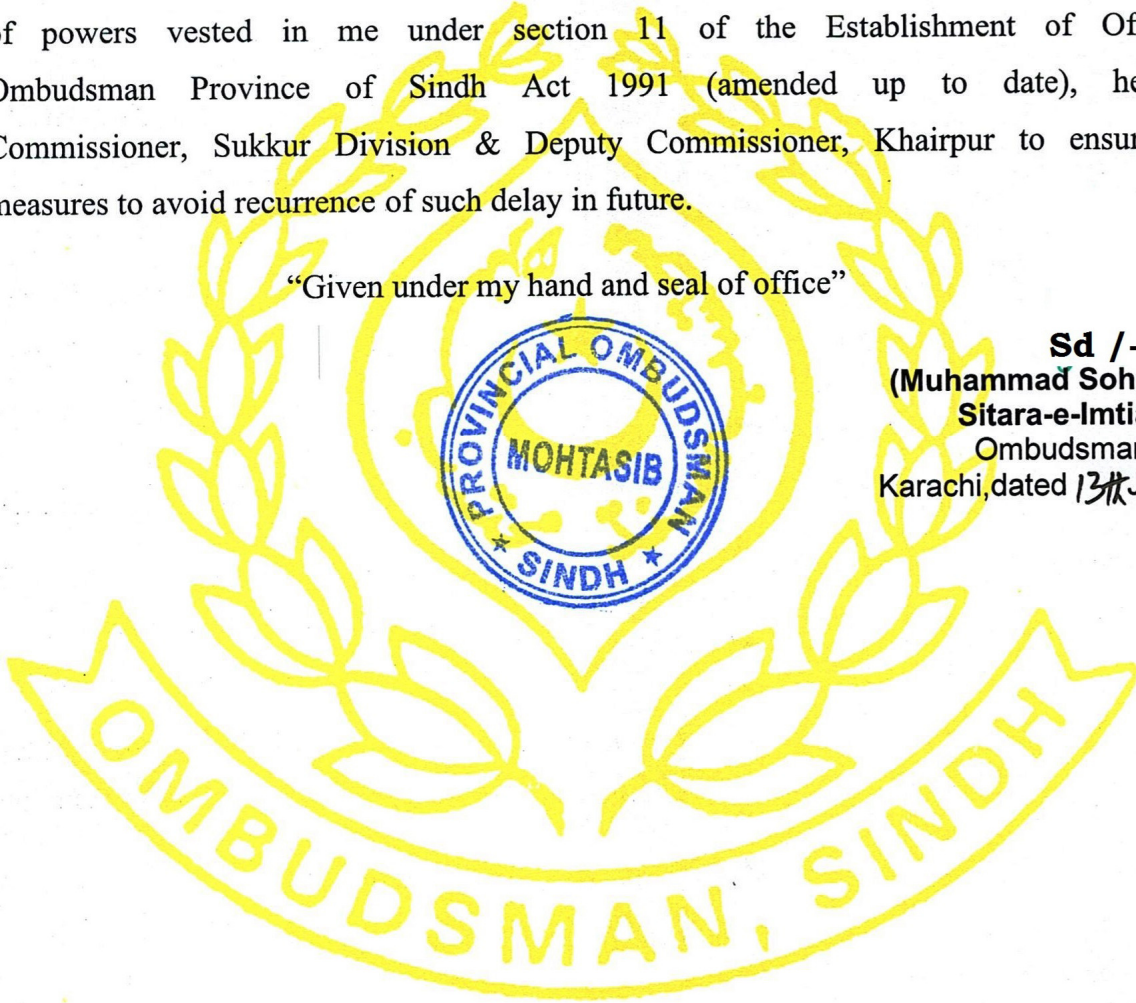 of powers vested in me under section 11 of the Establishment of Of
Ombudsman Province of Sindh Act 1991 (amended up to date), he
Commissioner, Sukkur Division & Deputy Commissioner, Khairpur to ensur
measures to avoid recurrence of such delay in future.
“Given under my hand and seal of office”
Sd /-
(Muhammad Soh
Sitara-e-Imti
Ombudsman
Karachi,dated 13th J
PROVINCIAL OMBUDSMAN
MOHTASIB
★ SINDH ★
OMBUDSMAN, SINDH